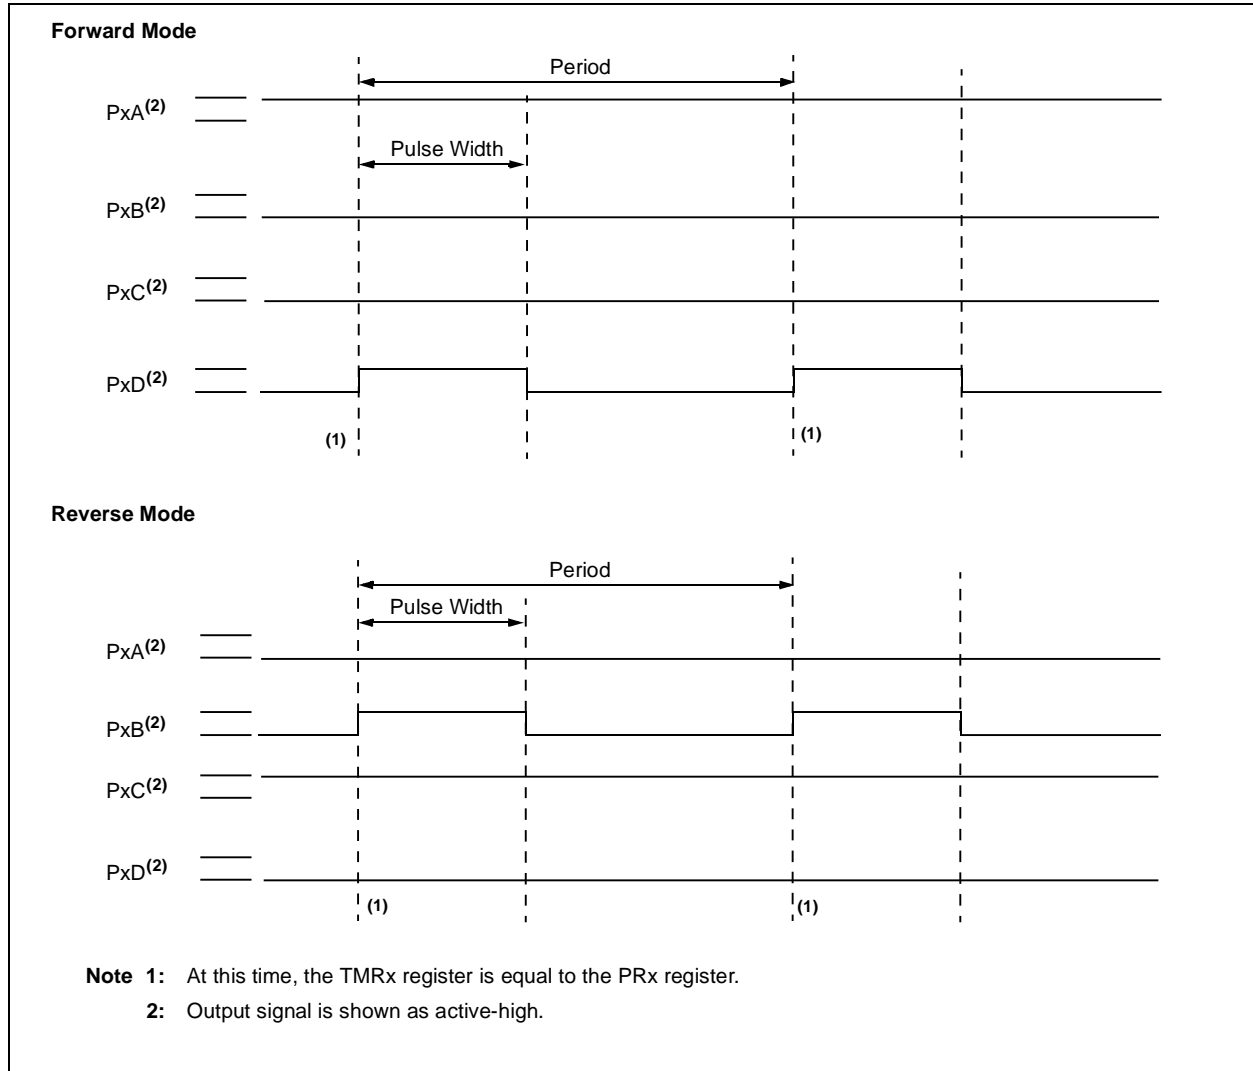 Forward Mode
Period
PxA(2)
Pulse Width
PxB(2)
PxC(2)
PxD(2)
(1) (1)
Reverse Mode
Period
Pulse Width
PxA(2)
PxB(2)
PxC(2)
PxD(2)
(1) (1)
Note 1: At this time, the TMRx register is equal to the PRx register.
2: Output signal is shown as active-high.